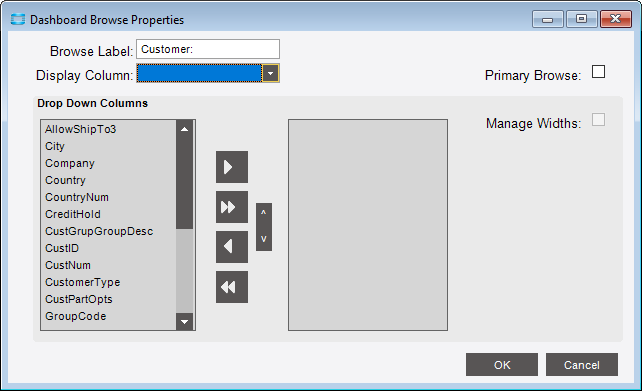 Dashboard Browse Properties
Browse Label: Customer:
Display Column:
Primary Browse:
Drop Down Columns
Manage Widths:
AllowShipTo3
City
Company
Country
CountryNum
CreditHold
CustGrupGroupDesc
CustID
CustNum
CustomerType
CustPartOpts
GroupCode
OK Cancel